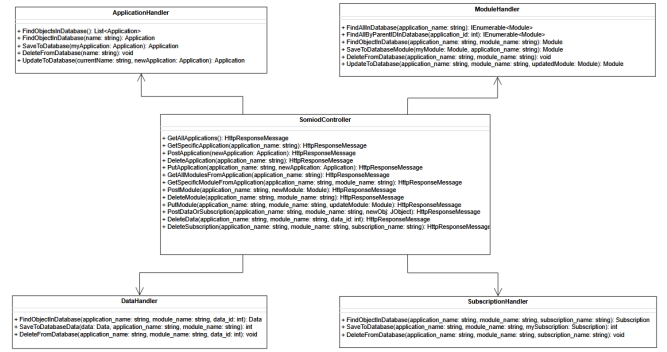 ApplicationHandler
+ FindObjectsInDatabase(): List<Application>
+ FindObjectInDatabase(name: string): Application
+ SaveToDatabase(myApplication: Application): Application
+ DeleteFromDatabase(name: string): void
+ UpdateToDatabase(currentName: string, newApplication: Application): Application
ModuleHandler
+ FindAllInDatabase(application_name: string): IEnumerable<Module>
+ FindAllByParentIDInDatabase(application_id: int): IEnumerable<Module>
+ FindObjectInDatabase(application_name: string, module_name: string): Module
+ SaveToDatabaseModule(myModule: Module, application_name: string): Module
+ DeleteFromDatabase(application_name: string, module_name: string): void
+ UpdateToDatabase(application_name: string, module_name: string, updatedModule: Module): Module
SomiodController
+ GetAllApplications(): HttpResponseMessage
+ GetSpecificApplication(application_name: string): HttpResponseMessage
+ PostApplication(newApplication: Application): HttpResponseMessage
+ DeleteApplication(application_name: string): HttpResponseMessage
+ PutApplication(application_name: string, newApplication: Application): HttpResponseMessage
+ GetAllModulesFromApplication(application_name: string): HttpResponseMessage
+ GetSpecificModuleFromApplication(application_name: string, module_name: string): HttpResponseMessage
+ PostModule(application_name: string, newModule: Module): HttpResponseMessage
+ DeleteModule(application_name: string, module_name: string): HttpResponseMessage
+ PutModule(application_name: string, module_name: string, updateModule: Module): HttpResponseMessage
+ PostDataOrSubscription(application_name: string, module_name: string, newObj: JObject): HttpResponseMessage
+ DeleteData(application_name: string, module_name: string, data_id: int): HttpResponseMessage
+ DeleteSubscription(application_name: string, module_name: string, subscription_name: string): HttpResponseMessage
DataHandler
+ FindObjectInDatabase(application_name: string, module_name: string, data_id: int): Data
+ SaveToDatabaseData(data: Data, application_name: string, module_name: string): int
+ DeleteFromDatabase(application_name: string, module_name: string, data_id: int): void
SubscriptionHandler
+ FindObjectInDatabase(application_name: string, module_name: string, subscription_name: string): Subscription
+ SaveToDatabase(application_name: string, module_name: string, mySubscription: Subscription): int
+ DeleteFromDatabase(application_name: string, module_name: string, subscription_name: string): void